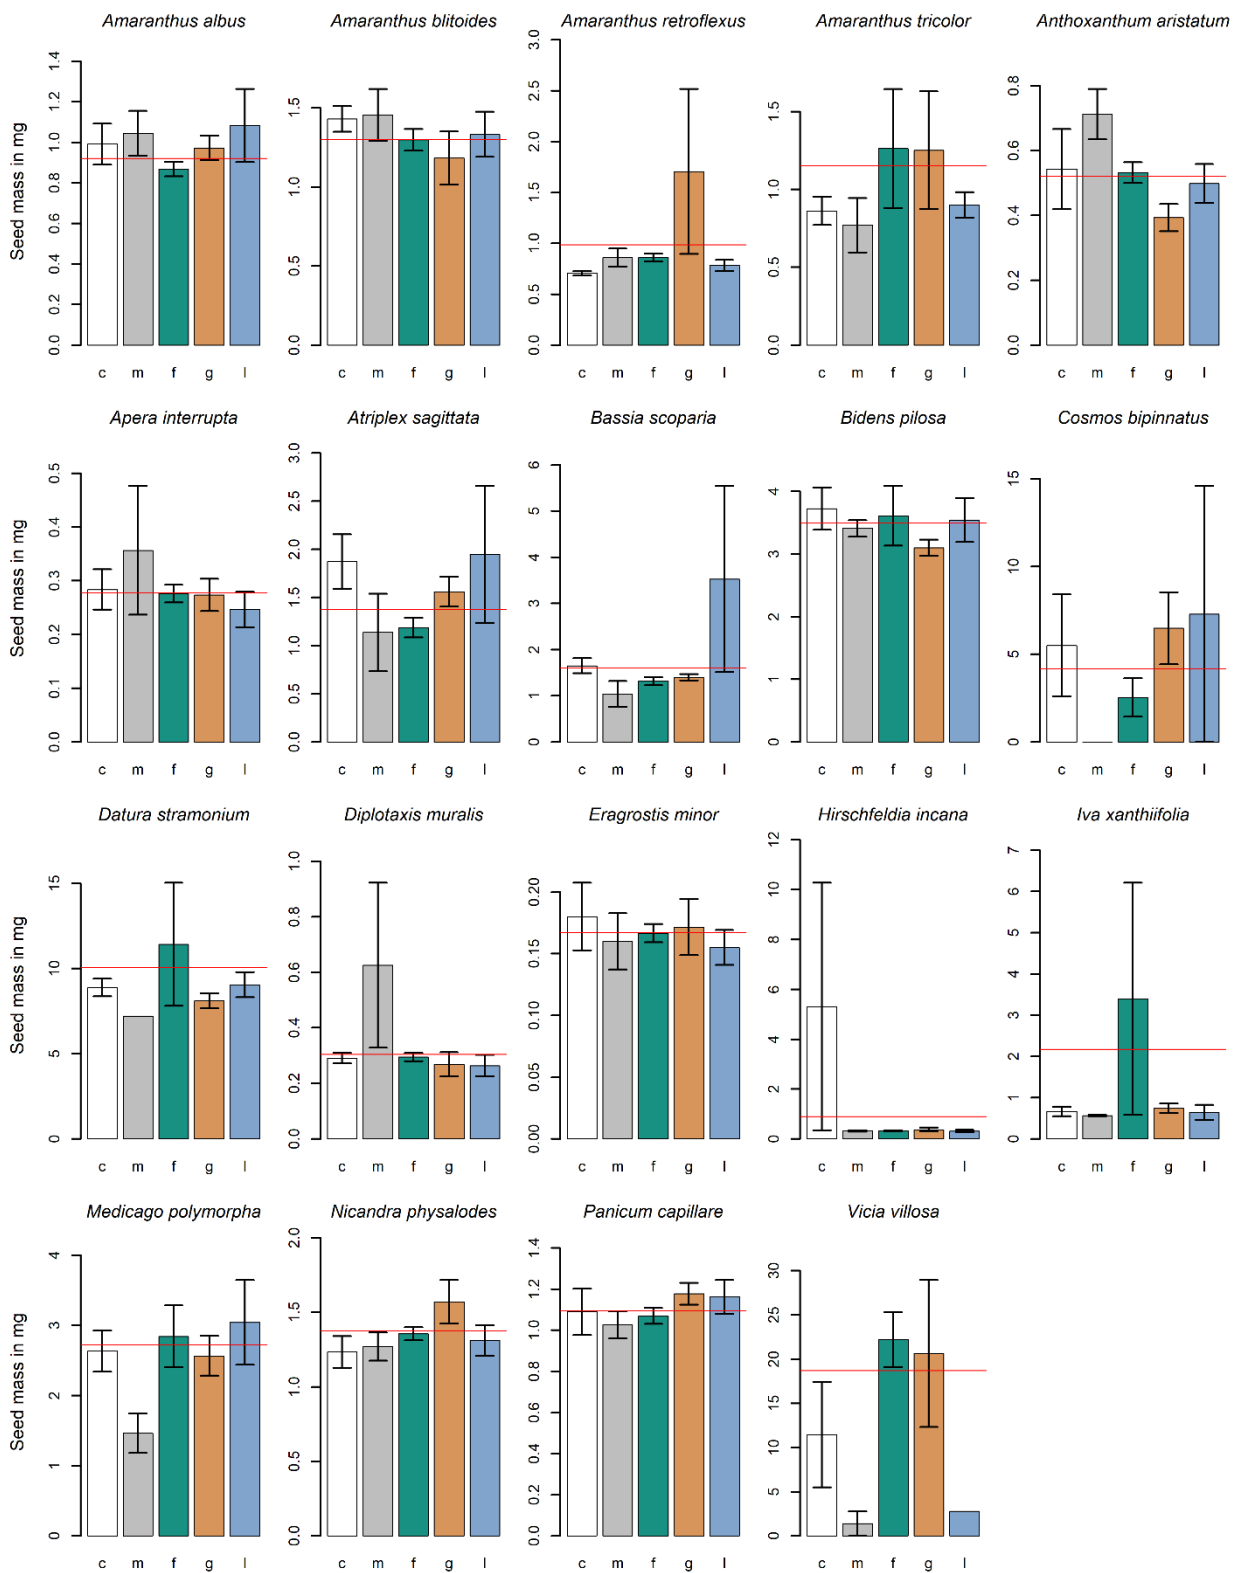 Amaranthus albus
Amaranthus blitoides
Amaranthus retroflexus
Amaranthus tricolor
Anthoxanthum aristatum
Seed mass in mg
0.0 0.2 0.4 0.6 0.8 1.0 1.2 1.4
c m f g l
0.0 0.5 1.0 1.5
c m f g l
0.0 0.5 1.0 1.5 2.0 2.5 3.0
c m f g l
0.0 0.5 1.0 1.5
c m f g l
0.0 0.2 0.4 0.6 0.8
c m f g l
Apera interrupta
Atriplex sagittata
Bassia scoparia
Bidens pilosa
Cosmos bipinnatus
Seed mass in mg
0.0 0.1 0.2 0.3 0.4 0.5
c m f g l
0.0 0.5 1.0 1.5 2.0 2.5 3.0
c m f g l
0 1 2 3 4 5 6
c m f g l
0 1 2 3 4
c m f g l
0 5 10 15
c m f g l
Datura stramonium
Diplotaxis muralis
Eragrostis minor
Hirschfeldia incana
Iva xanthiifolia
Seed mass in mg
0 5 10 15
c m f g l
0.0 0.2 0.4 0.6 0.8 1.0
c m f g l
0.00 0.05 0.10 0.15 0.20
c m f g l
0 2 4 6 8 10 12
c m f g l
0 1 2 3 4 5 6 7
c m f g l
Medicago polymorpha
Nicandra physalodes
Panicum capillare
Vicia villosa
Seed mass in mg
0 1 2 3 4
c m f g l
0.0 0.5 1.0 1.5 2.0
c m f g l
0.0 0.2 0.4 0.6 0.8 1.0 1.2 1.4
c m f g l
0 5 10 15 20 25 30
c m f g l